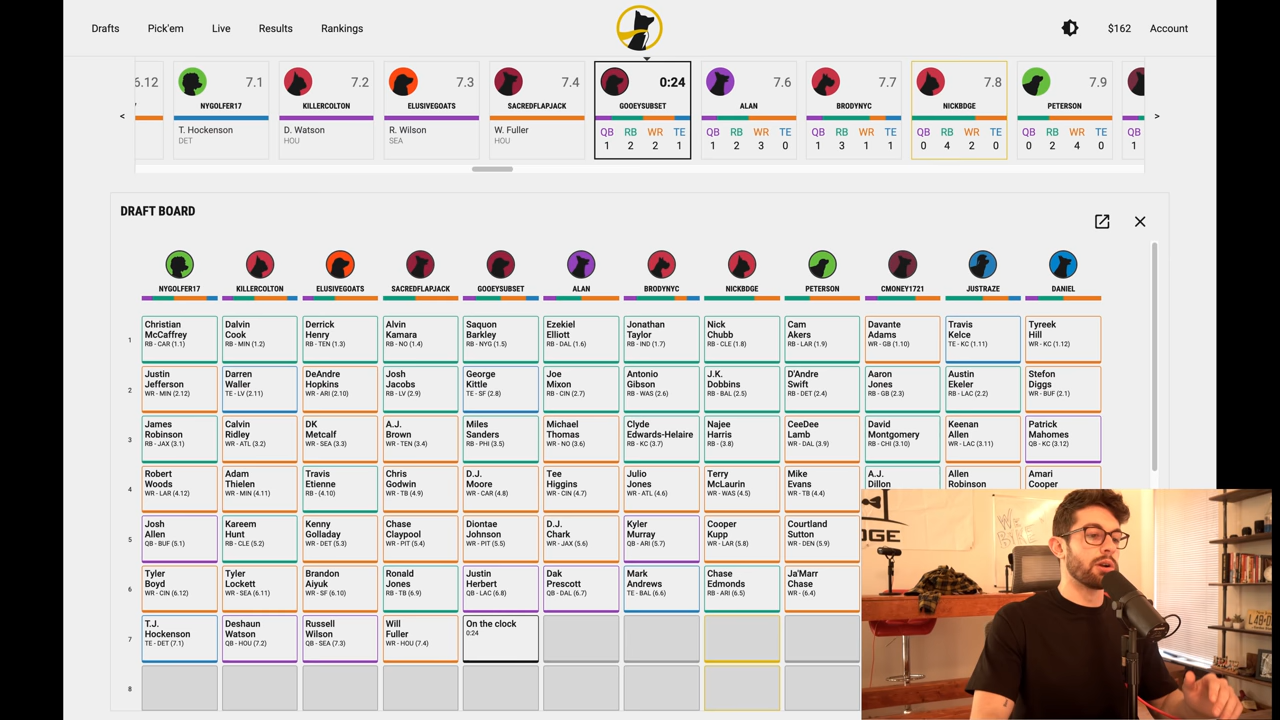 Drafts Pick'em Live Results Rankings $162 Account
6.12 7.1 7.2 7.3 7.4 0:24 7.6 7.7 7.8 7.9
NYGOLFER17 KILLERCOLTON ELUSIVEGOATS SACREDFLAPJACK GOOEYSUBSET ALAN BRODYNYC NICKBDGE PETERSON
< T. Hockenson D. Watson R. Wilson W. Fuller QB RB WR TE QB RB WR TE QB RB WR TE QB RB WR TE QB RB WR TE QB >
DET HOU SEA HOU 1 2 2 1 1 2 3 0 1 3 1 1 0 4 2 0 0 2 4 0 1
DRAFT BOARD
NYGOLFER17 KILLERCOLTON ELUSIVEGOATS SACREDFLAPJACK GOOEYSUBSET ALAN BRODYNYC NICKBDGE PETERSON CMONEY1721 JUSTRAZE DANIEL
Christian Dalvin Derrick Alvin Saquon Ezekiel Jonathan Nick Cam Davante Travis Tyreek
1 McCaffrey Cook Henry Kamara Barkley Elliott Taylor Chubb Akers Adams Kelce Hill
RB - CAR (1.1) RB - MIN (1.2) RB - TEN (1.3) RB - NO (1.4) RB - NYG (1.5) RB - DAL (1.6) RB - IND (1.7) RB - CLE (1.8) RB - LAR (1.9) WR - GB (1.10) TE - KC (1.11) WR - KC (1.12)
Justin Darren DeAndre Josh George Joe Antonio J.K. D'Andre Aaron Austin Stefon
2 Jefferson Waller Hopkins Jacobs Kittle Mixon Gibson Dobbins Swift Jones Ekeler Diggs
WR - MIN (2.12) TE - LV (2.11) WR - ARI (2.10) RB - LV (2.9) TE - SF (2.8) RB - CIN (2.7) RB - WAS (2.6) RB - BAL (2.5) RB - DET (2.4) RB - GB (2.3) RB - LAC (2.2) WR - BUF (2.1)
James Calvin DK A.J. Miles Michael Clyde Najee CeeDee David Keenan Patrick
3 Robinson Ridley Metcalf Brown Sanders Thomas Edwards-Helaire Harris Lamb Montgomery Allen Mahomes
RB - JAX (3.1) WR - ATL (3.2) WR - SEA (3.3) WR - TEN (3.4) RB - PHI (3.5) WR - NO (3.6) RB - KC (3.7) RB - (3.8) WR - DAL (3.9) RB - CHI (3.10) WR - LAC (3.11) QB - KC (3.12)
Robert Adam Travis Chris D.J. Tee Julio Terry Mike A.J. Allen Amari
4 Woods Thielen Etienne Godwin Moore Higgins Jones McLaurin Evans Dillon Robinson Cooper
WR - LAR (4.12) WR - MIN (4.11) RB - (4.10) WR - TB (4.9) WR - CAR (4.8) WR - CIN (4.7) WR - ATL (4.6) WR - WAS (4.5) WR - TB (4.4)
Josh Kareem Kenny Chase Diontae D.J. Kyler Cooper Courtland
5 Allen Hunt Golladay Claypool Johnson Chark Murray Kupp Sutton
QB - BUF (5.1) RB - CLE (5.2) WR - DET (5.3) WR - PIT (5.4) WR - PIT (5.5) WR - JAX (5.6) QB - ARI (5.7) WR - LAR (5.8) WR - DEN (5.9)
Tyler Tyler Brandon Ronald Justin Dak Mark Chase Ja'Marr
6 Boyd Lockett Aiyuk Jones Herbert Prescott Andrews Edmonds Chase
WR - CIN (6.12) WR - SEA (6.11) WR - SF (6.10) RB - TB (6.9) QB - LAC (6.8) QB - DAL (6.7) TE - BAL (6.6) RB - ARI (6.5) WR - (6.4)
T.J. Deshaun Russell Will On the clock
7 Hockenson Watson Wilson Fuller 0:24
TE - DET (7.1) QB - HOU (7.2) QB - SEA (7.3) WR - HOU (7.4)
8